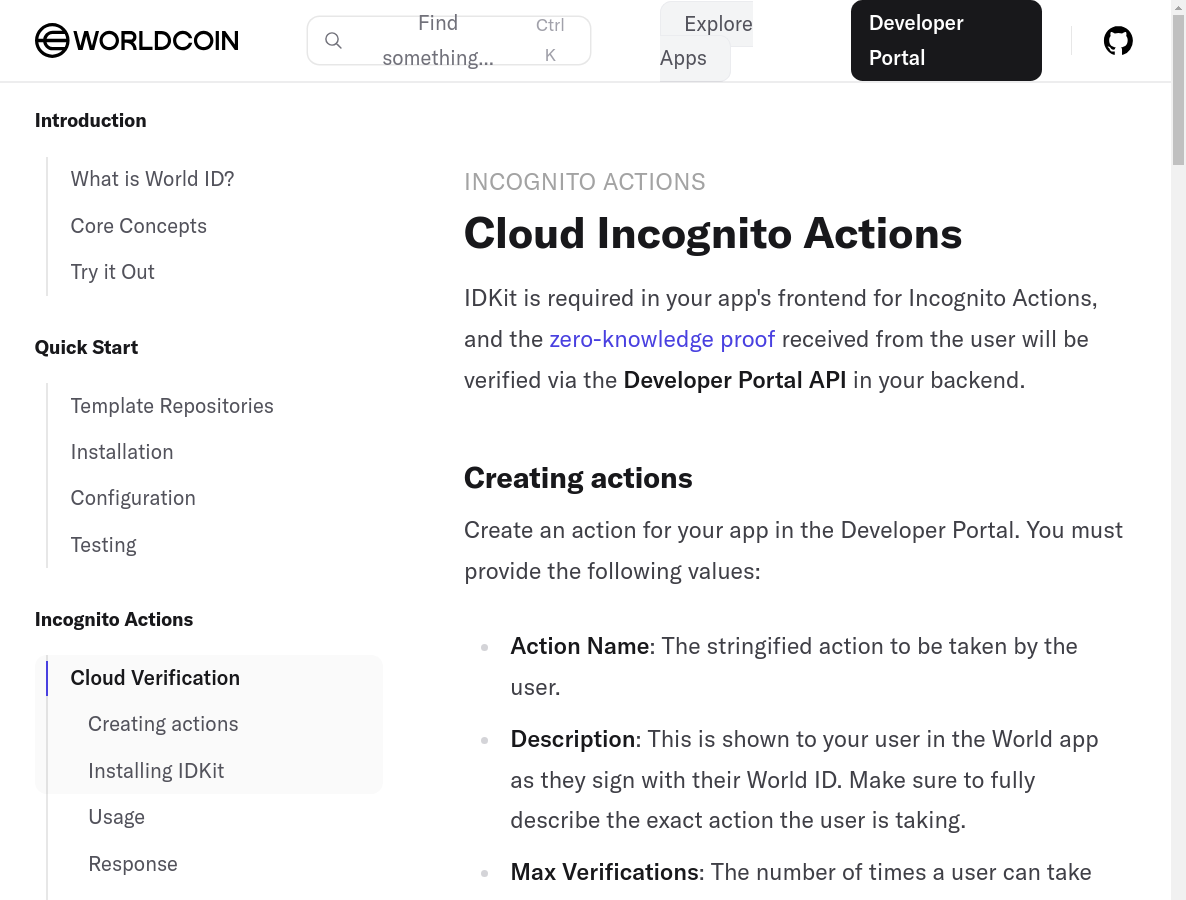 WORLDCOIN
Find
something...
Ctrl
K
Explore
Apps
Developer
Portal
Introduction
What is World ID?
Core Concepts
Try it Out
Quick Start
Template Repositories
Installation
Configuration
Testing
Incognito Actions
Cloud Verification
Creating actions
Installing IDKit
Usage
Response
INCOGNITO ACTIONS
Cloud Incognito Actions
IDKit is required in your app's frontend for Incognito Actions,
and the zero-knowledge proof received from the user will be
verified via the Developer Portal API in your backend.
Creating actions
Create an action for your app in the Developer Portal. You must
provide the following values:
Action Name: The stringified action to be taken by the
user.
Description: This is shown to your user in the World app
as they sign with their World ID. Make sure to fully
describe the exact action the user is taking.
Max Verifications: The number of times a user can take